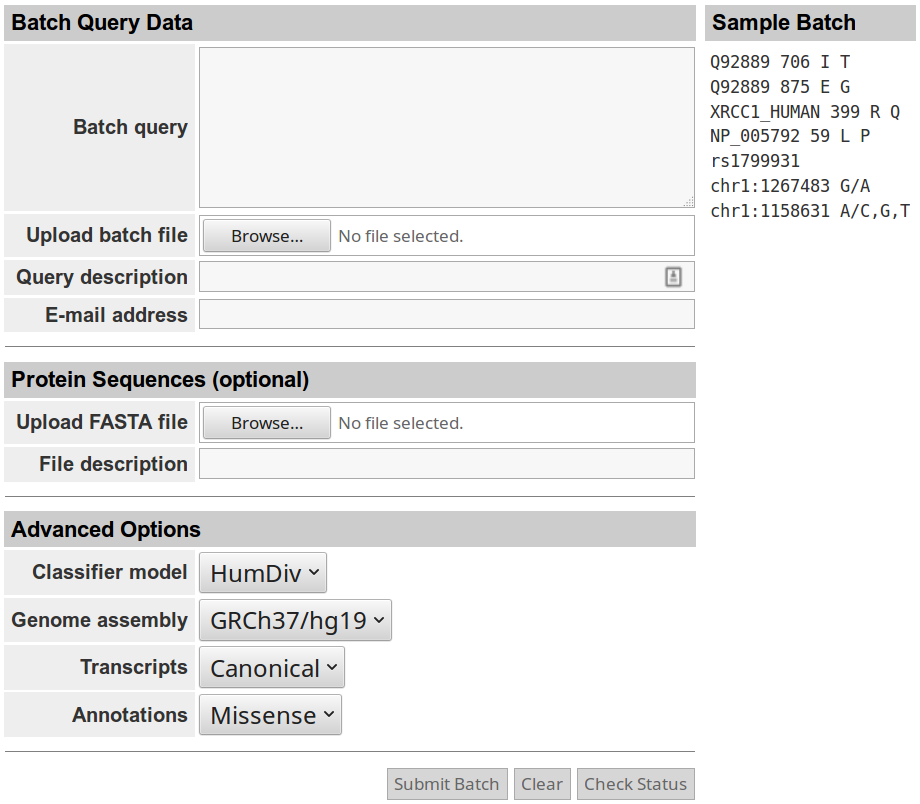 Batch Query Data
Batch query
Upload batch file Browse... No file selected.
Query description
E-mail address
Protein Sequences (optional)
Upload FASTA file Browse... No file selected.
File description
Advanced Options
Classifier model HumDiv
Genome assembly GRCh37/hg19
Transcripts Canonical
Annotations Missense
Submit Batch Clear Check Status
Sample Batch
Q92889 706 I T
Q92889 875 E G
XRCC1_HUMAN 399 R Q
NP_005792 59 L P
rs1799931
chr1:1267483 G/A
chr1:1158631 A/C,G,T